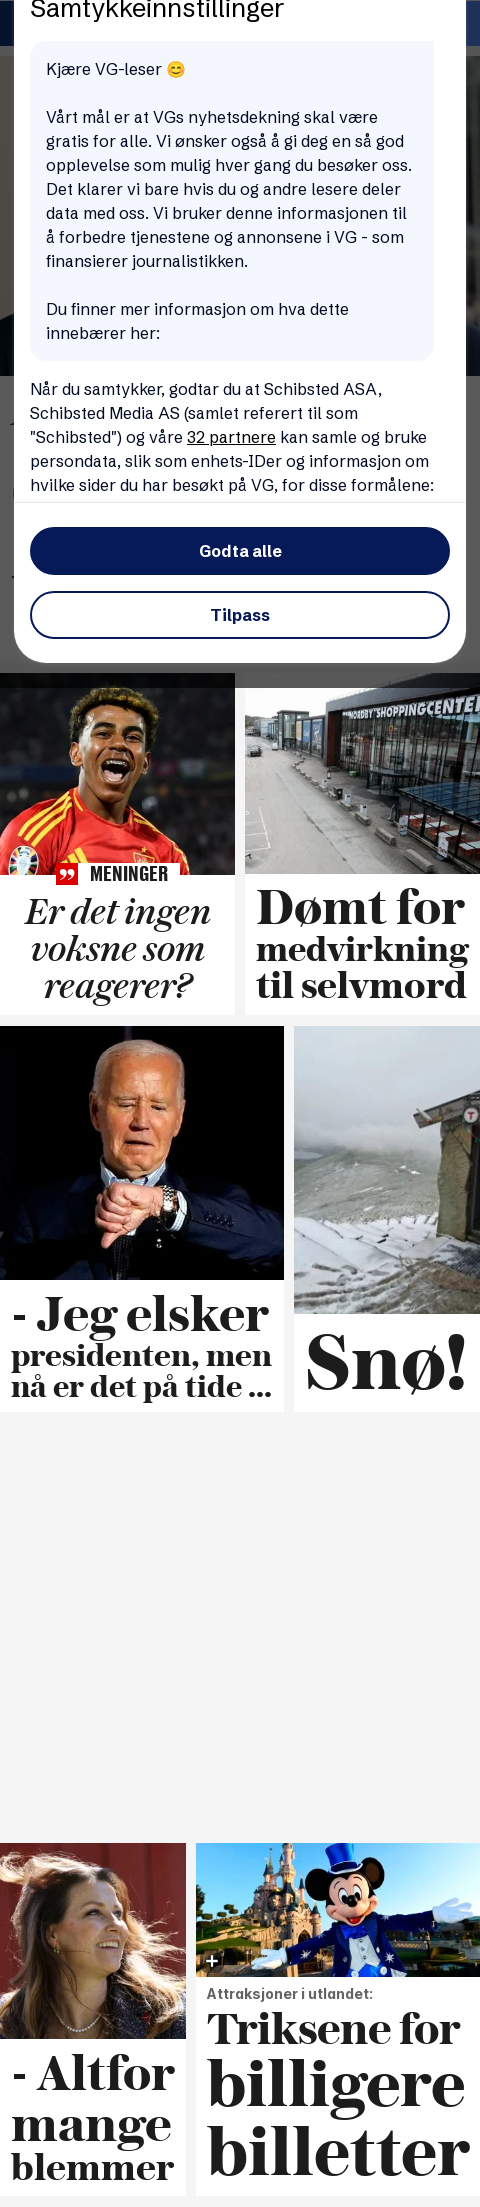 Samtykkeinnstillinger
Kjære VG-leser 😊
Vårt mål er at VGs nyhetsdekning skal være
gratis for alle. Vi ønsker også å gi deg en så god
opplevelse som mulig hver gang du besøker oss.
Det klarer vi bare hvis du og andre lesere deler
data med oss. Vi bruker denne informasjonen til
å forbedre tjenestene og annonsene i VG - som
finansierer journalistikken.
Du finner mer informasjon om hva dette
innebærer her:
Når du samtykker, godtar du at Schibsted ASA,
Schibsted Media AS (samlet referert til som
"Schibsted") og våre 32 partnere kan samle og bruke
persondata, slik som enhets-IDer og informasjon om
hvilke sider du har besøkt på VG, for disse formålene:
Godta alle
Tilpass
NORDBY SHOPPINGCENTER
MENINGER
Er det ingen
voksne som
reagerer?
Dømt for
medvirkning
til selvmord
- Jeg elsker
presidenten, men
nå er det på tide ...
T
Snø!
- Altfor
mange
blemmer
Attraksjoner i utlandet:
Triksene for
billigere
billetter